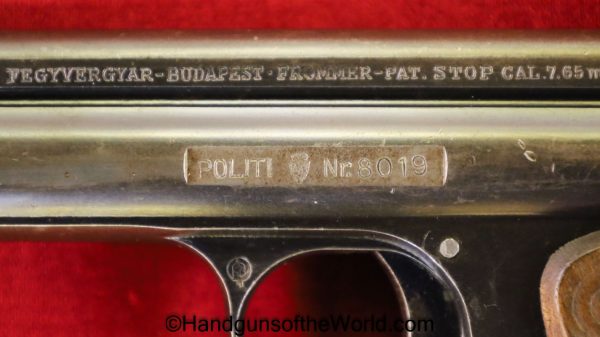 FEGYVERGYAR-BUDAPEST·FROMMER-PAT. STOP CAL.7.65 m
POLITI Nr.8019
©HandgunsoftheWorld.com